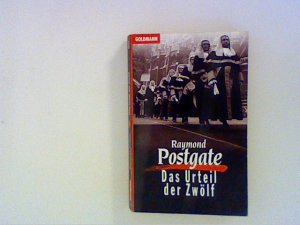 GOLDMANN
Raymond
Postgate
Das Urteil
der Zwölf